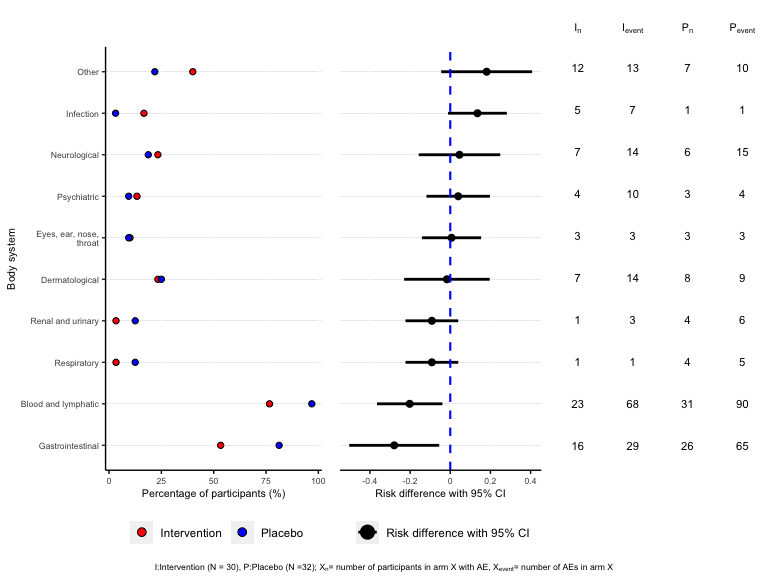 In Ievent Pn Pevent
Other 12 13 7 10
Infection 5 7 1 1
Neurological 7 14 6 15
Psychiatric 4 10 3 4
Eyes, ear, nose,
throat 3 3 3 3
Dermatological 7 14 8 9
Renal and urinary 1 3 4 6
Respiratory 1 1 4 5
Blood and lymphatic 23 68 31 90
Gastrointestinal 16 29 26 65
Body system
0 25 50 75 100 -0.4 -0.2 0 0.2 0.4
Percentage of participants (%) Risk difference with 95% CI
Intervention Placebo Risk difference with 95% CI
I:Intervention (N = 30), P:Placebo (N =32); Xn= number of participants in arm X with AE, Xevent= number of AEs in arm X